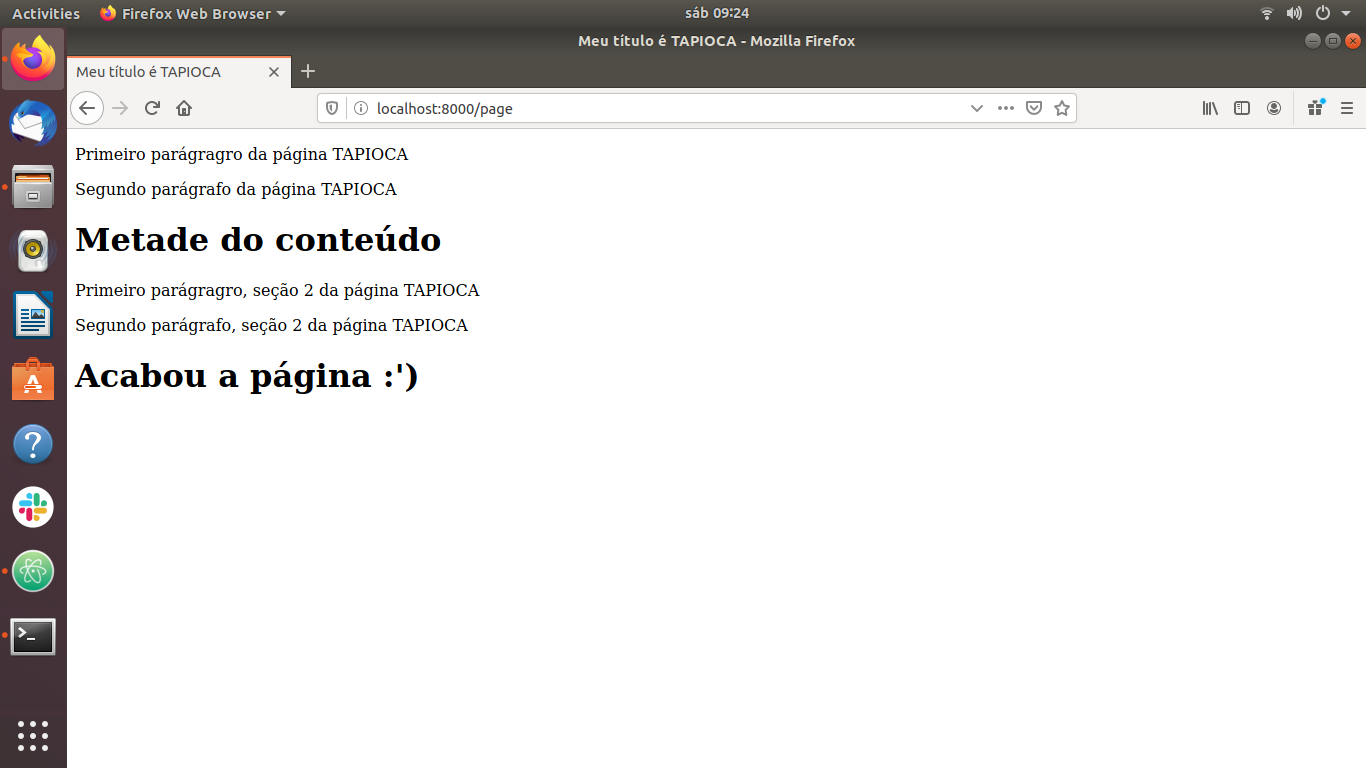 Activities Firefox Web Browser sáb 09:24
Meu título é TAPIOCA - Mozilla Firefox
Meu título é TAPIOCA
localhost:8000/page
Primeiro parágragro da página TAPIOCA
Segundo parágrafo da página TAPIOCA
Metade do conteúdo
Primeiro parágragro, seção 2 da página TAPIOCA
Segundo parágrafo, seção 2 da página TAPIOCA
Acabou a página :')